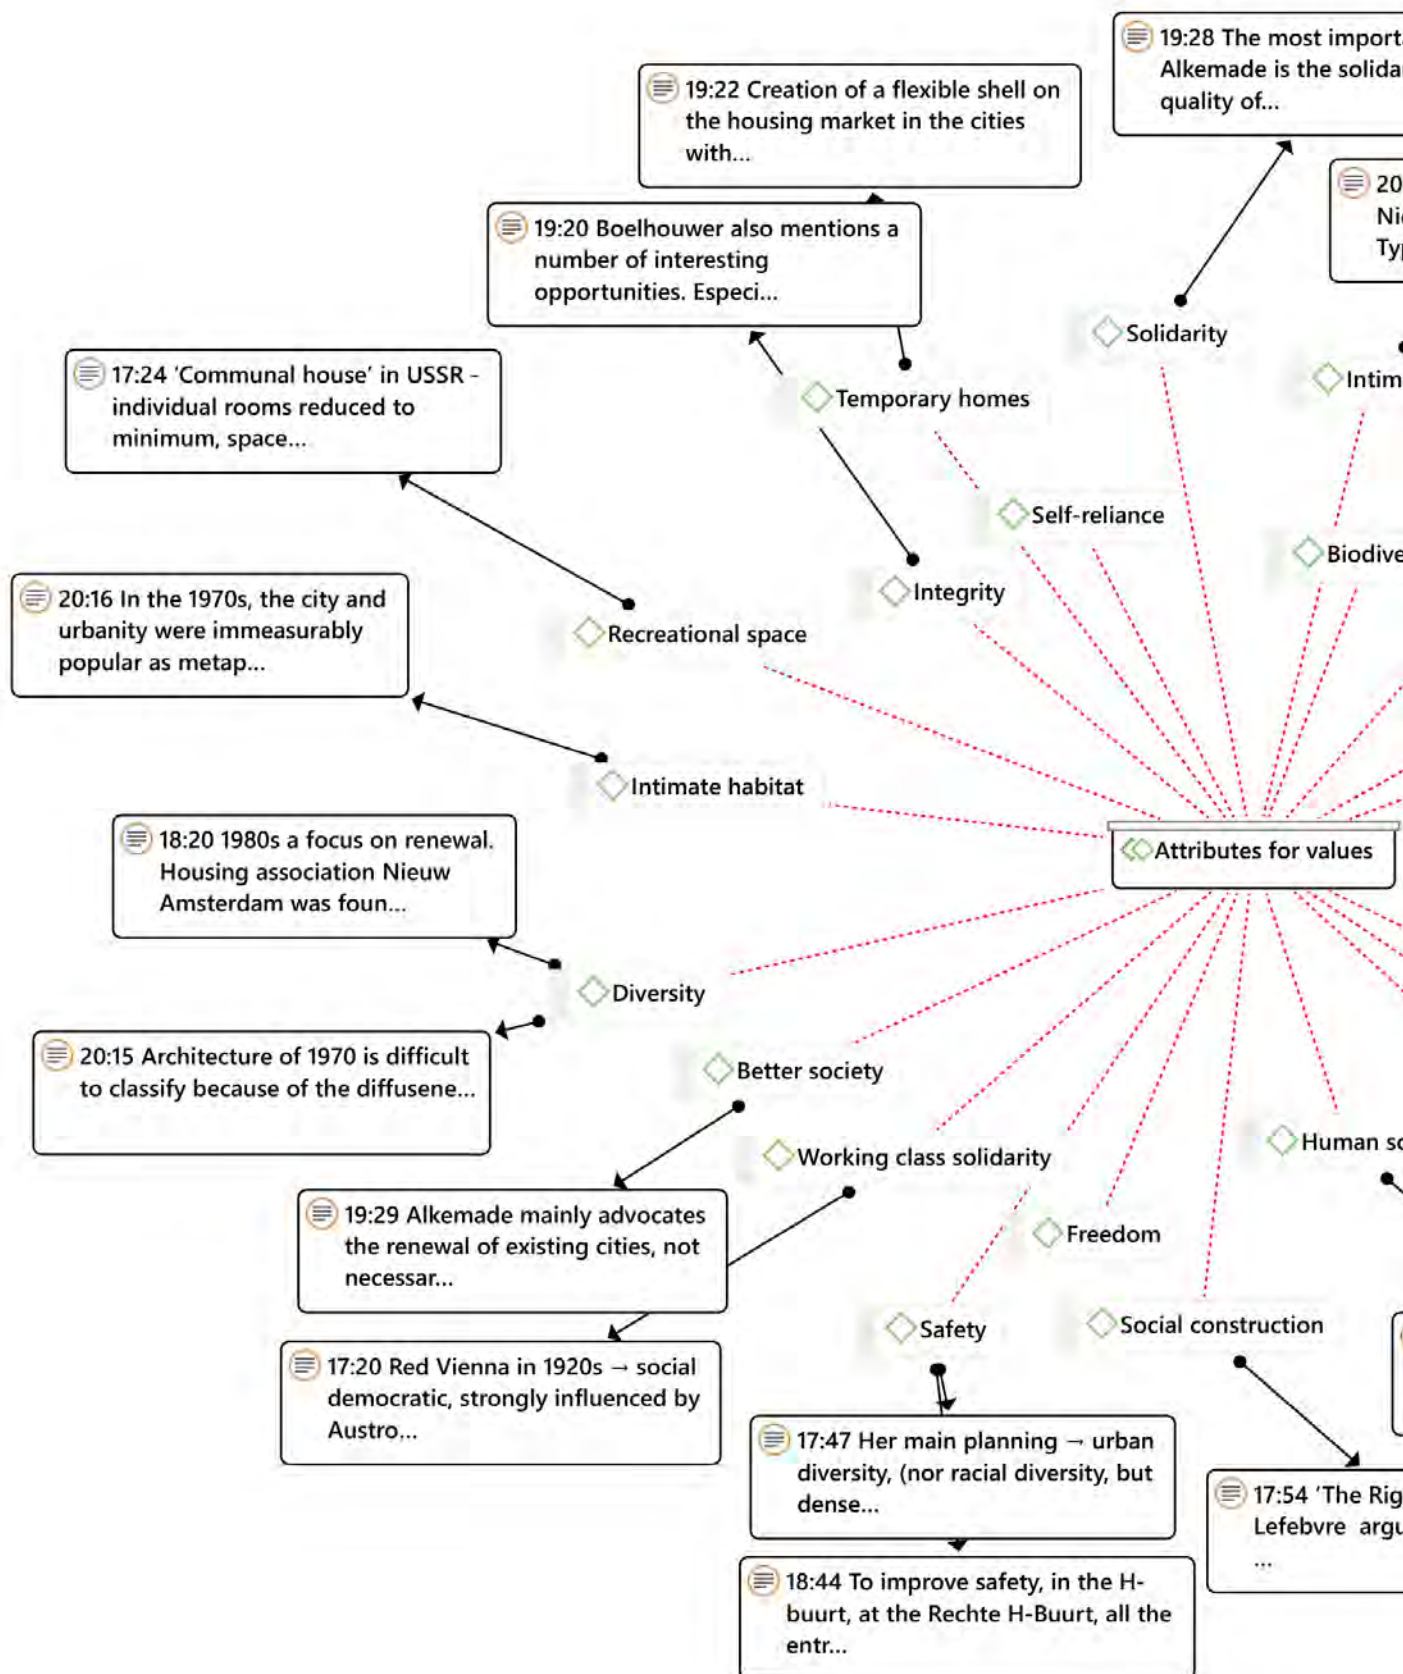 19:28 The most import
Alkemade is the solida
quality of...
19:22 Creation of a flexible shell on
the housing market in the cities
with...
20
Ni
Ty
19:20 Boelhouwer also mentions a
number of interesting
opportunities. Especi...
Solidarity
17:24 ‘Communal house’ in USSR -
individual rooms reduced to
minimum, space...
Intim
Temporary homes
Self-reliance
Biodive
Integrity
20:16 In the 1970s, the city and
urbanity were immeasurably
popular as metap...
Recreational space
Intimate habitat
18:20 1980s a focus on renewal.
Housing association Nieuw
Amsterdam was foun...
Attributes for values
Diversity
20:15 Architecture of 1970 is difficult
to classify because of the diffusene...
Better society
Working class solidarity
Human so
19:29 Alkemade mainly advocates
the renewal of existing cities, not
necessar...
Freedom
Safety
Social construction
17:20 Red Vienna in 1920s → social
democratic, strongly influenced by
Austro...
17:47 Her main planning → urban
diversity, (nor racial diversity, but
dense...
17:54 ‘The Rig
Lefebvre argu
...
18:44 To improve safety, in the H-
buurt, at the Rechte H-Buurt, all the
entr...